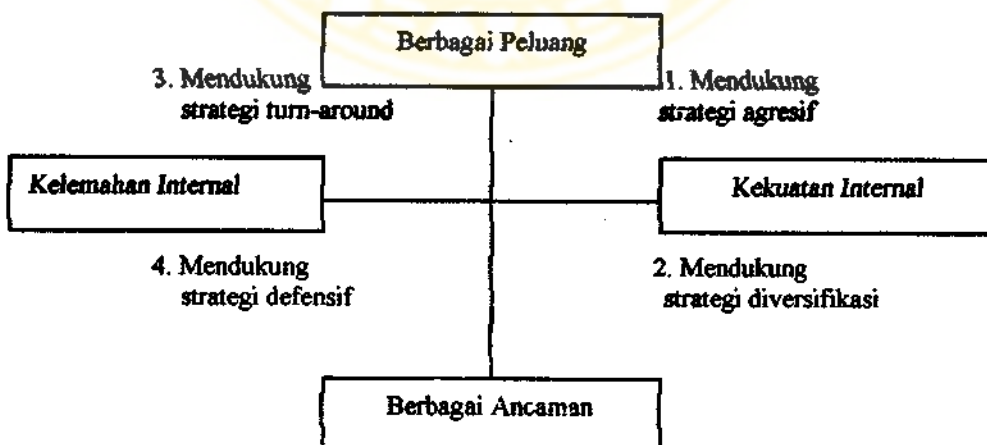 Berbagai Peluang
3. Mendukung
strategi turn-around
1. Mendukung
strategi agresif
Kelemahan Internal
Kekuatan Internal
4. Mendukung
strategi defensif
2. Mendukung
strategi diversifikasi
Berbagai Ancaman